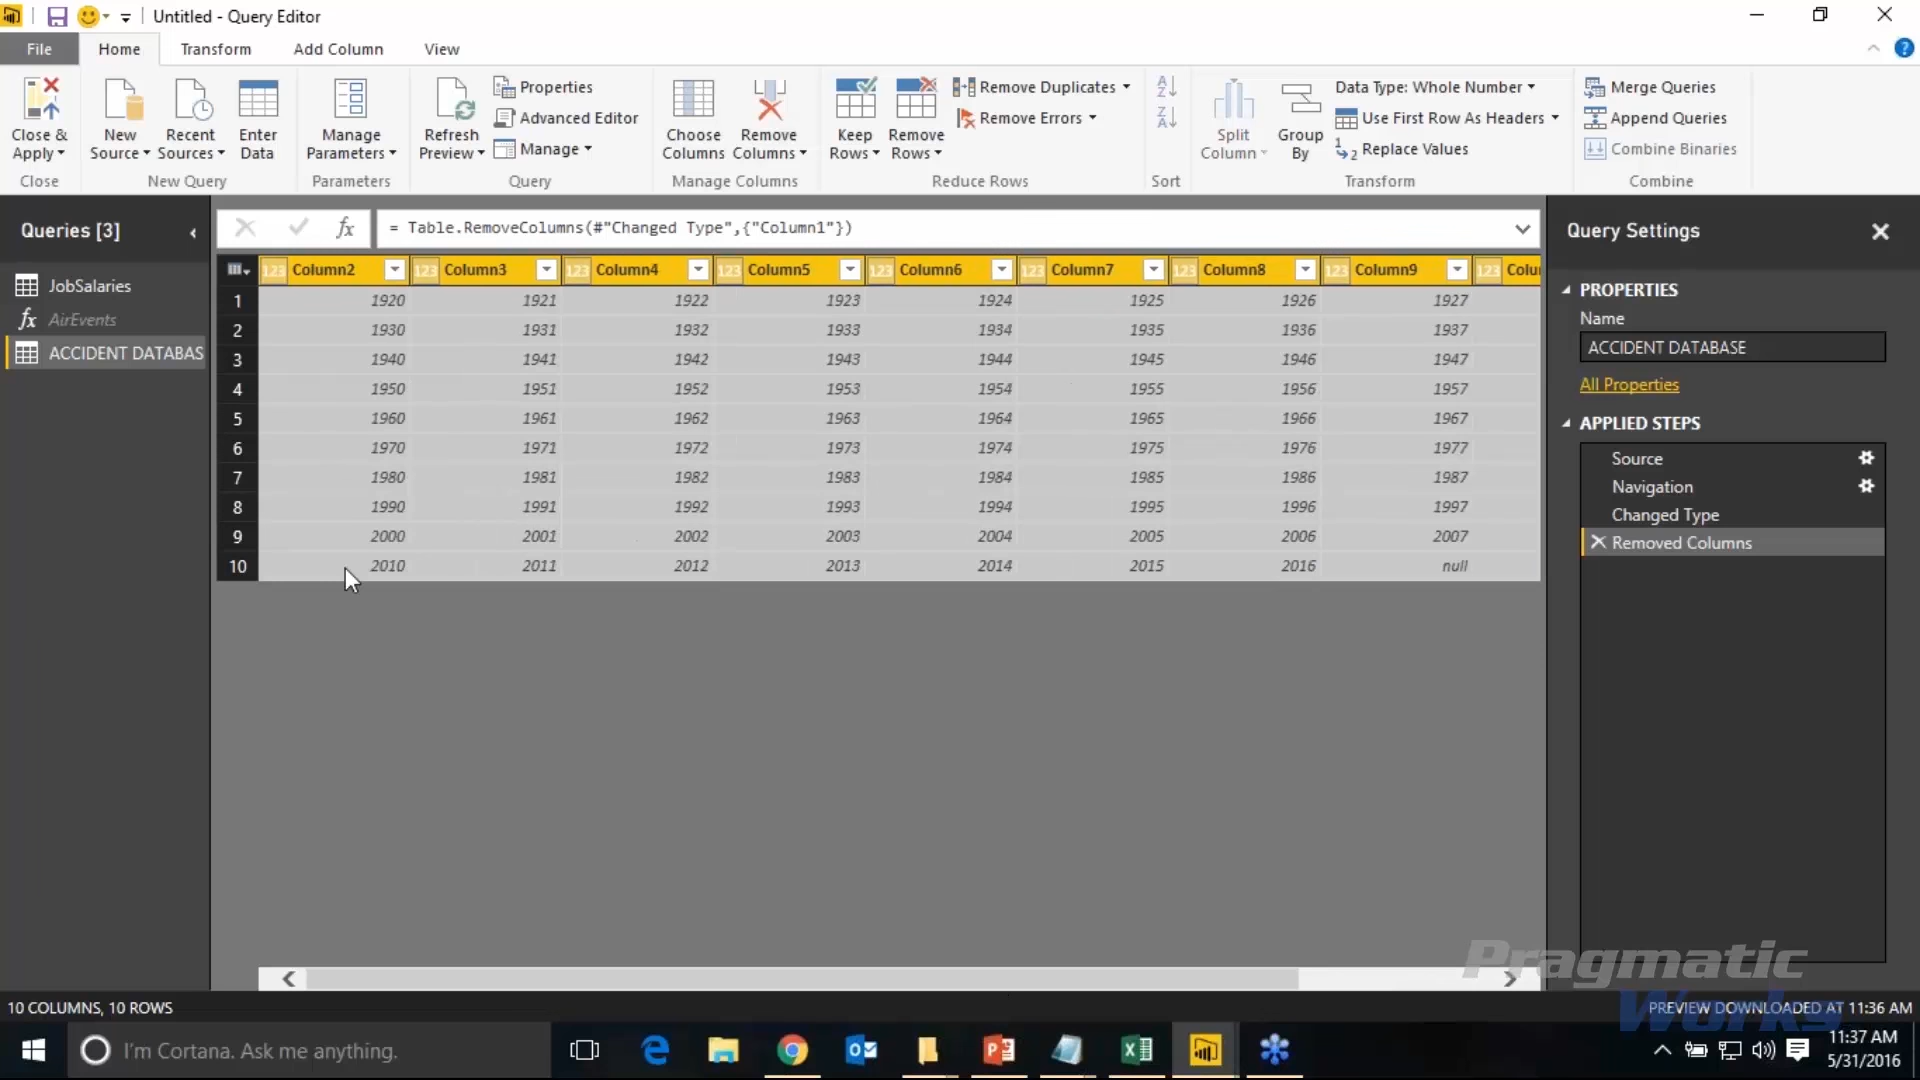 Untitled - Query Editor
File Home Transform Add Column View
Close & Apply
New Source
Recent Sources
Enter Data
Manage Parameters
Refresh Preview
Properties
Advanced Editor
Manage
Choose Columns
Remove Columns
Keep Rows
Remove Rows
Remove Duplicates
Remove Errors
Split Column
Group By
Data Type: Whole Number
Use First Row As Headers
Replace Values
Merge Queries
Append Queries
Combine Binaries
Close New Query Parameters Query Manage Columns Reduce Rows Sort Transform Combine
Queries [3]
JobSalaries
AirEvents
ACCIDENT DATABAS
fx = Table.RemoveColumns(#"Changed Type",{"Column1"})
Column2 Column3 Column4 Column5 Column6 Column7 Column8 Column9 Colu
1 1920 1921 1922 1923 1924 1925 1926 1927
2 1930 1931 1932 1933 1934 1935 1936 1937
3 1940 1941 1942 1943 1944 1945 1946 1947
4 1950 1951 1952 1953 1954 1955 1956 1957
5 1960 1961 1962 1963 1964 1965 1966 1967
6 1970 1971 1972 1973 1974 1975 1976 1977
7 1980 1981 1982 1983 1984 1985 1986 1987
8 1990 1991 1992 1993 1994 1995 1996 1997
9 2000 2001 2002 2003 2004 2005 2006 2007
10 2010 2011 2012 2013 2014 2015 2016 null
Query Settings
PROPERTIES
Name
ACCIDENT DATABASE
All Properties
APPLIED STEPS
Source
Navigation
Changed Type
Removed Columns
Pragmatic
Works
10 COLUMNS, 10 ROWS
PREVIEW DOWNLOADED AT 11:36 AM
I'm Cortana. Ask me anything.
11:37 AM
5/31/2016